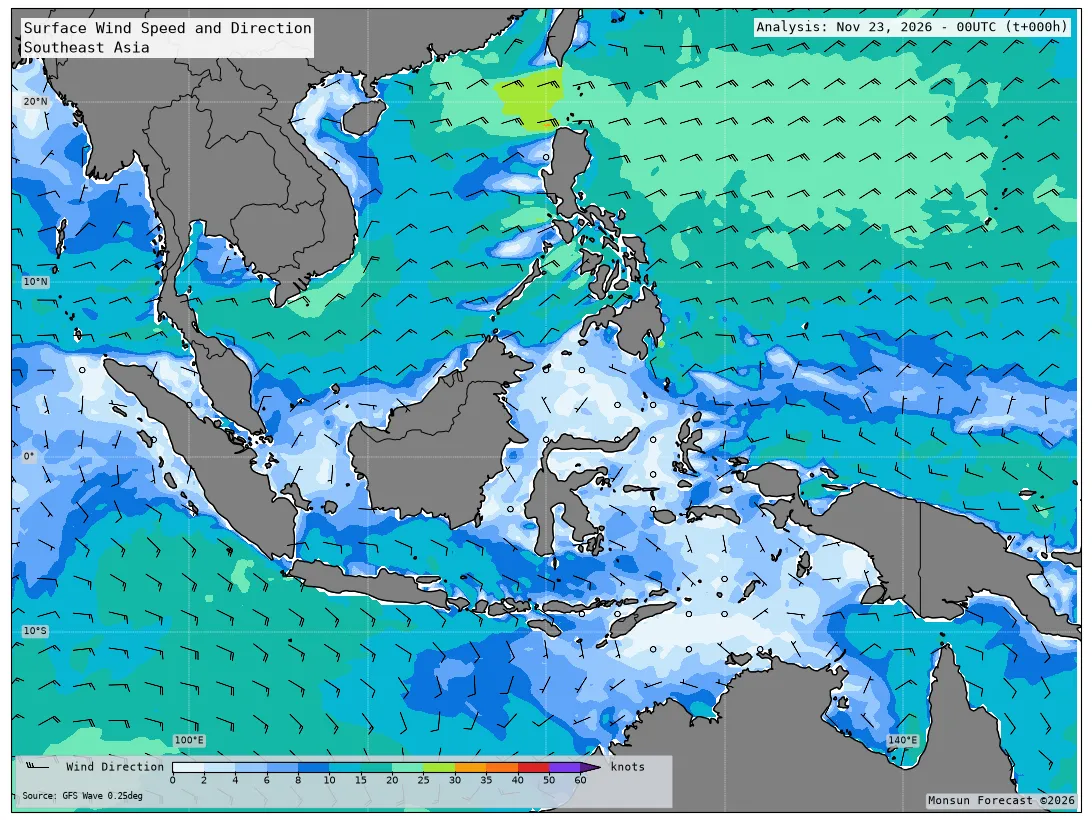 Surface Wind Speed and Direction
Southeast Asia
Analysis: Nov 23, 2026 - 00UTC (t+000h)
20°N
10°N
0°
10°S
100°E
140°E
Wind Direction
0 2 4 6 8 10 15 20 25 30 35 40 50 60
knots
Source: GFS Wave 0.25deg
Monsun Forecast ©2026